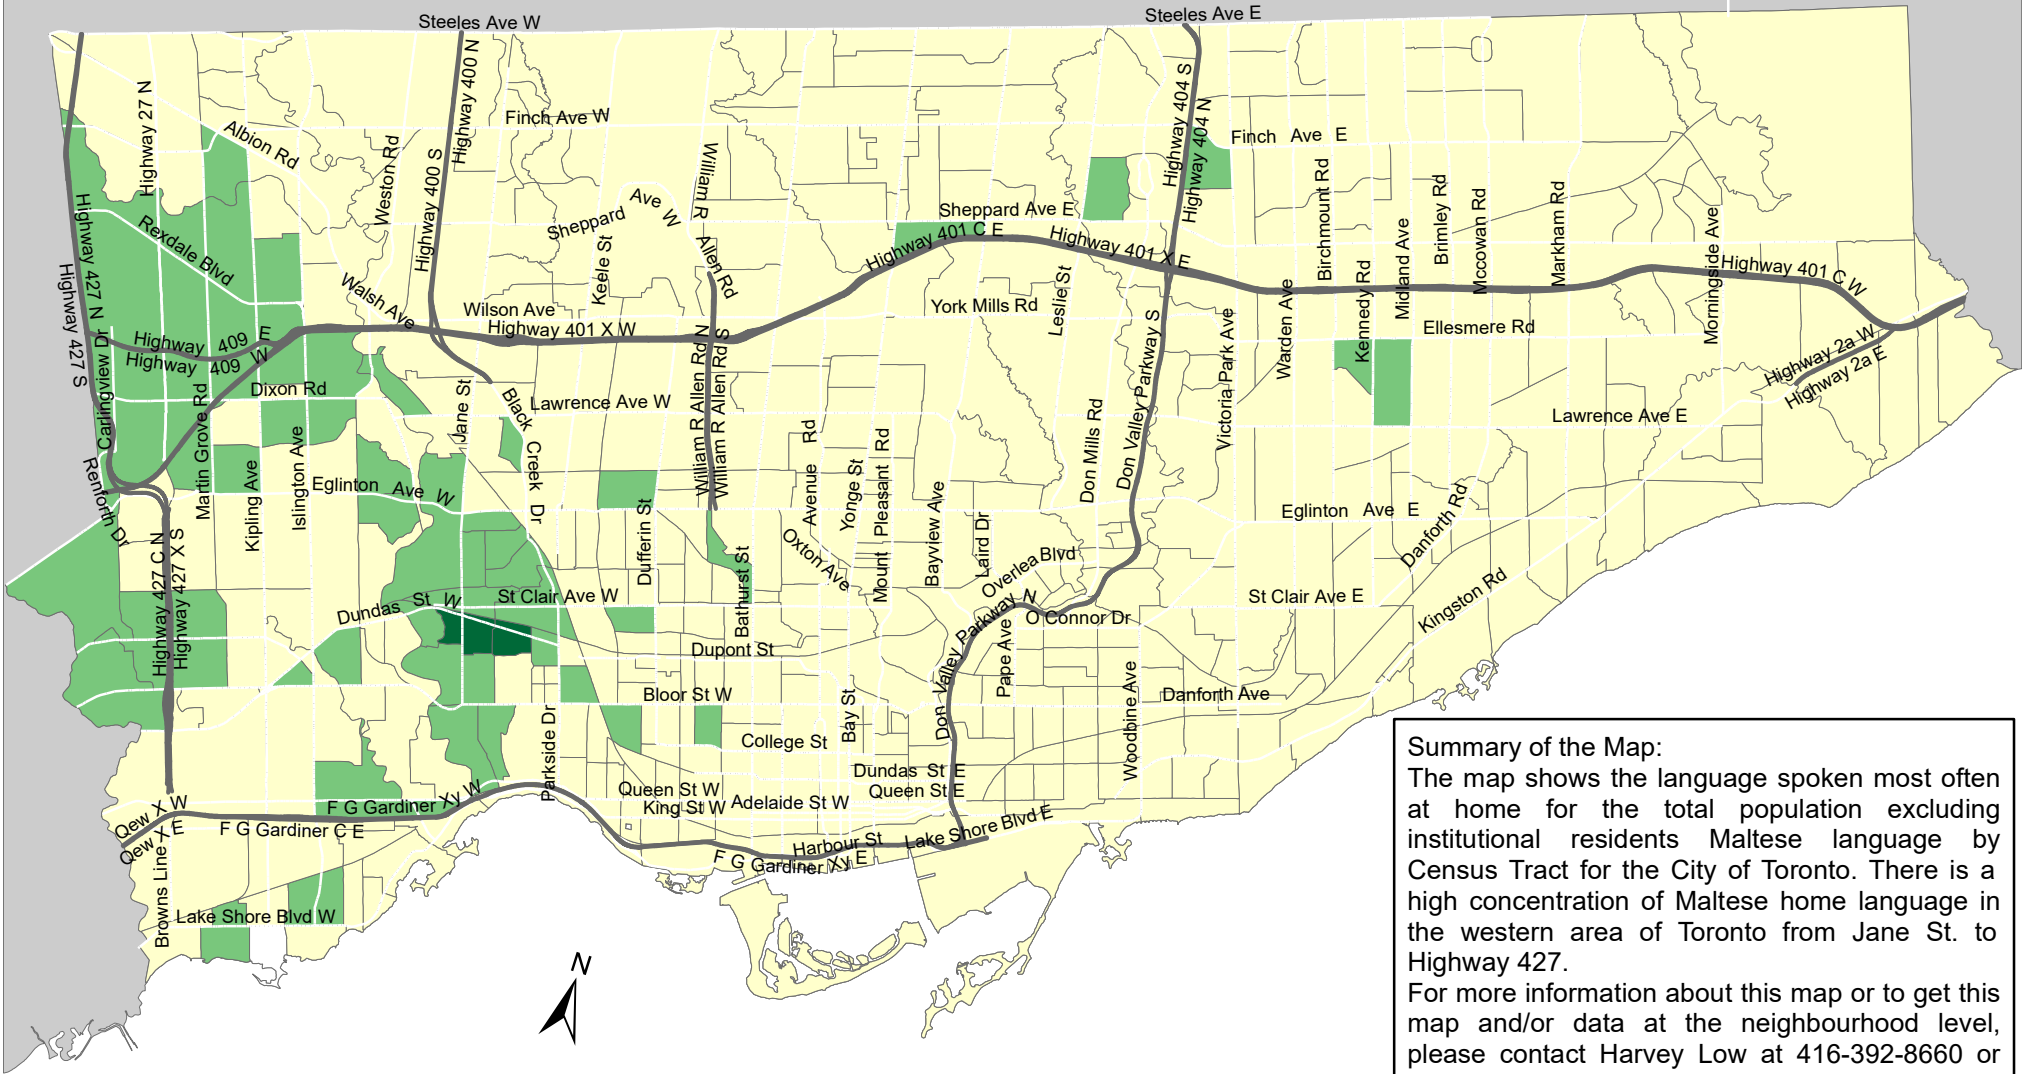 Steeles Ave W
Steeles Ave E
Highway 27 N
Albion Rd
Weston Rd
Highway 400 N
Highway 400 S
Finch Ave W
William R Allen Rd
Highway 404 S
Highway 404 N
Finch Ave E
Highway 427 N
Highway 427 S
Rexdale Blvd
Walsh Ave
Sheppard Ave W
Keele St
Sheppard Ave E
Highway 401 C E
Highway 401 X E
Leslie St
Birchmount Rd
Kennedy Rd
Midland Ave
Brimley Rd
Mccowan Rd
Markham Rd
Morningside Ave
Highway 401 C W
Wilson Ave
Highway 401 X W
York Mills Rd
Ellesmere Rd
Highway 409 E
Highway 409 W
Carlingview Dr
Martin Grove Rd
Dixon Rd
Jane St
Black Creek Dr
Lawrence Ave W
William R Allen Rd N
William R Allen Rd S
Don Valley Parkway S
Victoria Park Ave
Warden Ave
Highway 2a W
Highway 2a E
Lawrence Ave E
Renforth Dr
Kipling Ave
Islington Ave
Eglinton Ave W
Dufferin St
Avenue Rd
Yonge St
Mount Pleasant Rd
Bayview Ave
Laird Dr
Don Mills Rd
Eglinton Ave E
Danforth Rd
Highway 427 C N
Highway 427 X S
Oxton Ave
Overlea Blvd
Bathurst St
Dundas St W
St Clair Ave W
Don Valley Parkway N
O Connor Dr
St Clair Ave E
Kingston Rd
Dupont St
Pape Ave
Bloor St W
Bay St
Woodbine Ave
Danforth Ave
Parkside Dr
College St
Dundas St E
Queen St E
Queen St W
King St W
Adelaide St W
Qew X W
Qew X E
F G Gardiner Xy W
F G Gardiner C E
Harbour St
Lake Shore Blvd E
F G Gardiner Xy E
Browns Line
Lake Shore Blvd W
N
Summary of the Map:
The map shows the language spoken most often
at home for the total population excluding
institutional residents Maltese language by
Census Tract for the City of Toronto. There is a
high concentration of Maltese home language in
the western area of Toronto from Jane St. to
Highway 427.
For more information about this map or to get this
map and/or data at the neighbourhood level,
please contact Harvey Low at 416-392-8660 or